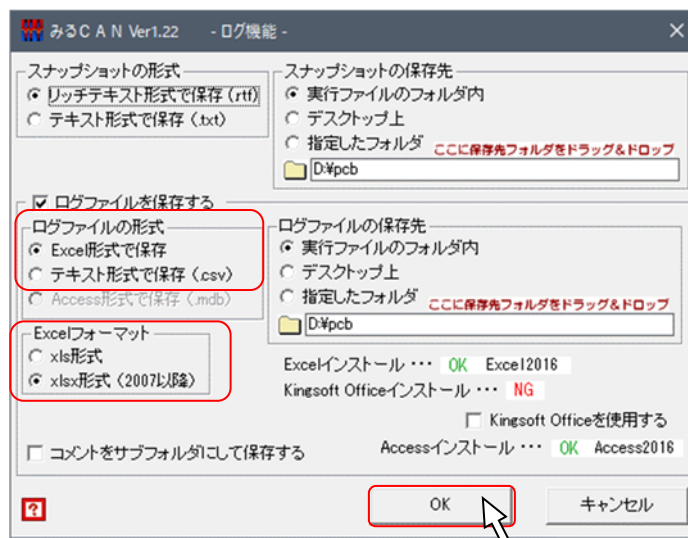 みるCAN Ver1.22 - ログ機能 -
スナップショットの形式
リッチテキスト形式で保存(rtf)
テキスト形式で保存(.txt)
スナップショットの保存先
実行ファイルのフォルダ内
デスクトップ上
指定したフォルダ ここに保存先フォルダをドラッグ&ドロップ
D:¥pcb
ログファイルを保存する
ログファイルの形式
Excel形式で保存
テキスト形式で保存(.csv)
Access形式で保存(.mdb)
ログファイルの保存先
実行ファイルのフォルダ内
デスクトップ上
指定したフォルダ ここに保存先フォルダをドラッグ&ドロップ
D:¥pcb
Excelフォーマット
xls形式
xlsx形式(2007以降)
Excelインストール・・・ OK Excel2016
Kingsoft Officeインストール・・・ NG
Kingsoft Officeを使用する
コメントをサブフォルダにして保存する
Accessインストール・・・ OK Access2016
?
OK
キャンセル